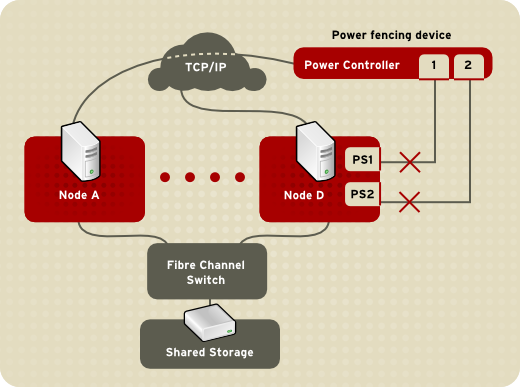 Power fencing device
Power Controller
1
2
TCP/IP
PS1
Node A
Node D
PS2
Fibre Channel
Switch
Shared Storage